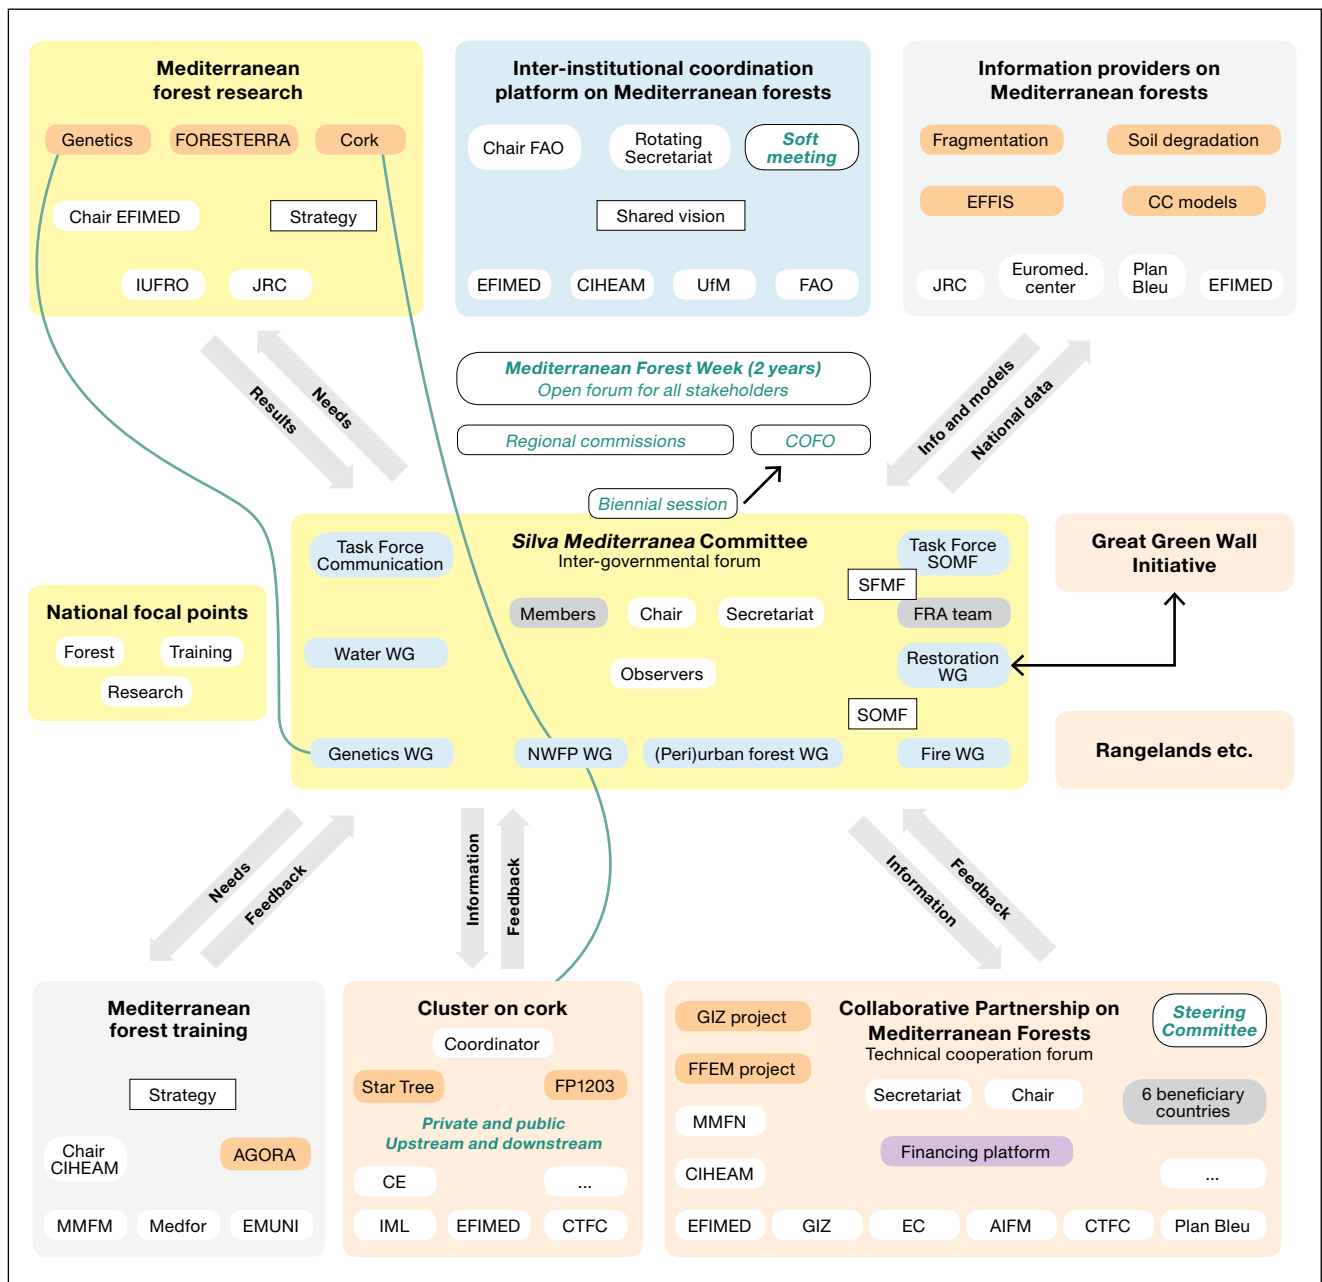 Mediterranean
forest research
Genetics
FORESTERRA
Cork
Chair EFIMED
Strategy
IUFRO
JRC
Inter-institutional coordination
platform on Mediterranean forests
Chair FAO
Rotating
Secretariat
Soft
meeting
Shared vision
EFIMED
CIHEAM
UfM
FAO
Information providers on
Mediterranean forests
Fragmentation
Soil degradation
EFFIS
CC models
JRC
Euromed.
center
Plan
Bleu
EFIMED
Results
Needs
Mediterranean Forest Week (2 years)
Open forum for all stakeholders
Regional commissions
COFO
Biennial session
Info and models
National data
National focal points
Forest
Training
Research
Silva Mediterranea Committee
Inter-governmental forum
Task Force
Communication
Task Force
SOMF
SFMF
Members
Chair
Secretariat
FRA team
Water WG
Observers
Restoration
WG
SOMF
Genetics WG
NWFP WG
(Peri)urban forest WG
Fire WG
Great Green Wall
Initiative
Rangelands etc.
Needs
Feedback
Information
Feedback
Information
Feedback
Mediterranean
forest training
Strategy
Chair
CIHEAM
AGORA
MMFM
Medfor
EMUNI
Cluster on cork
Coordinator
Star Tree
FP1203
Private and public
Upstream and downstream
CE
...
IML
EFIMED
CTFC
GIZ project
FFEM project
MMFN
CIHEAM
Collaborative Partnership on
Mediterranean Forests
Technical cooperation forum
Steering
Committee
Secretariat
Chair
6 beneficiary
countries
Financing platform
...
EFIMED
GIZ
EC
AIFM
CTFC
Plan Bleu